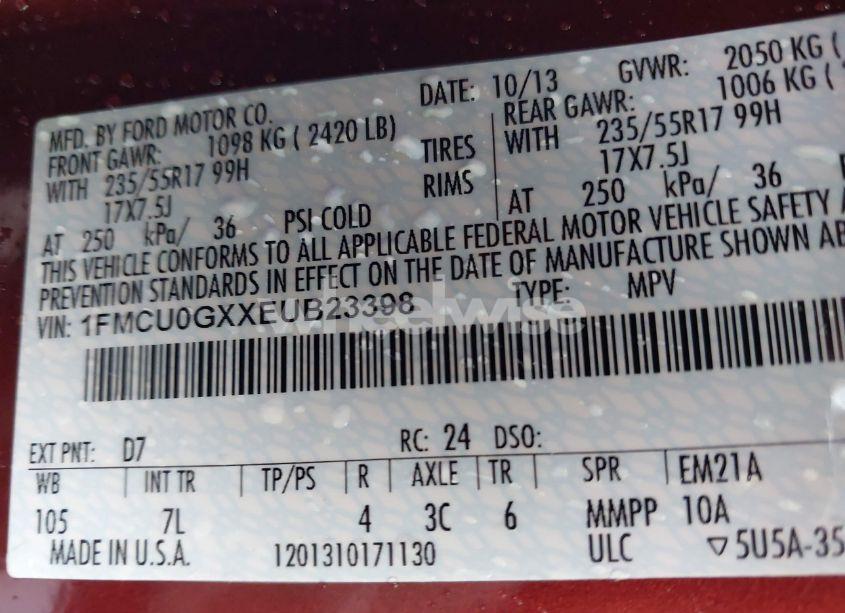 MFD. BY FORD MOTOR CO.
DATE: 10/13
GVWR: 2050 KG (
FRONT GAWR: 1098 KG ( 2420 LB)
REAR GAWR: 1006 KG (
WITH 235/55R17 99H
TIRES
WITH 235/55R17 99H
17X7.5J
RIMS
17X7.5J
AT 250 kPa/ 36 PSI COLD
AT 250 kPa/ 36
THIS VEHICLE CONFORMS TO ALL APPLICABLE FEDERAL MOTOR VEHICLE SAFETY
PREVENTION STANDARDS IN EFFECT ON THE DATE OF MANUFACTURE SHOWN AB
VIN: 1FMCU0GXXEUB23398
TYPE: MPV
wheelwise
EXT PNT: D7
RC: 24 DSO:
WB INT TR TP/PS R AXLE TR SPR EM21A
105 7L 4 3C 6 MMPP 10A
MADE IN U.S.A. 1201310171130 ULC ▽5U5A-35